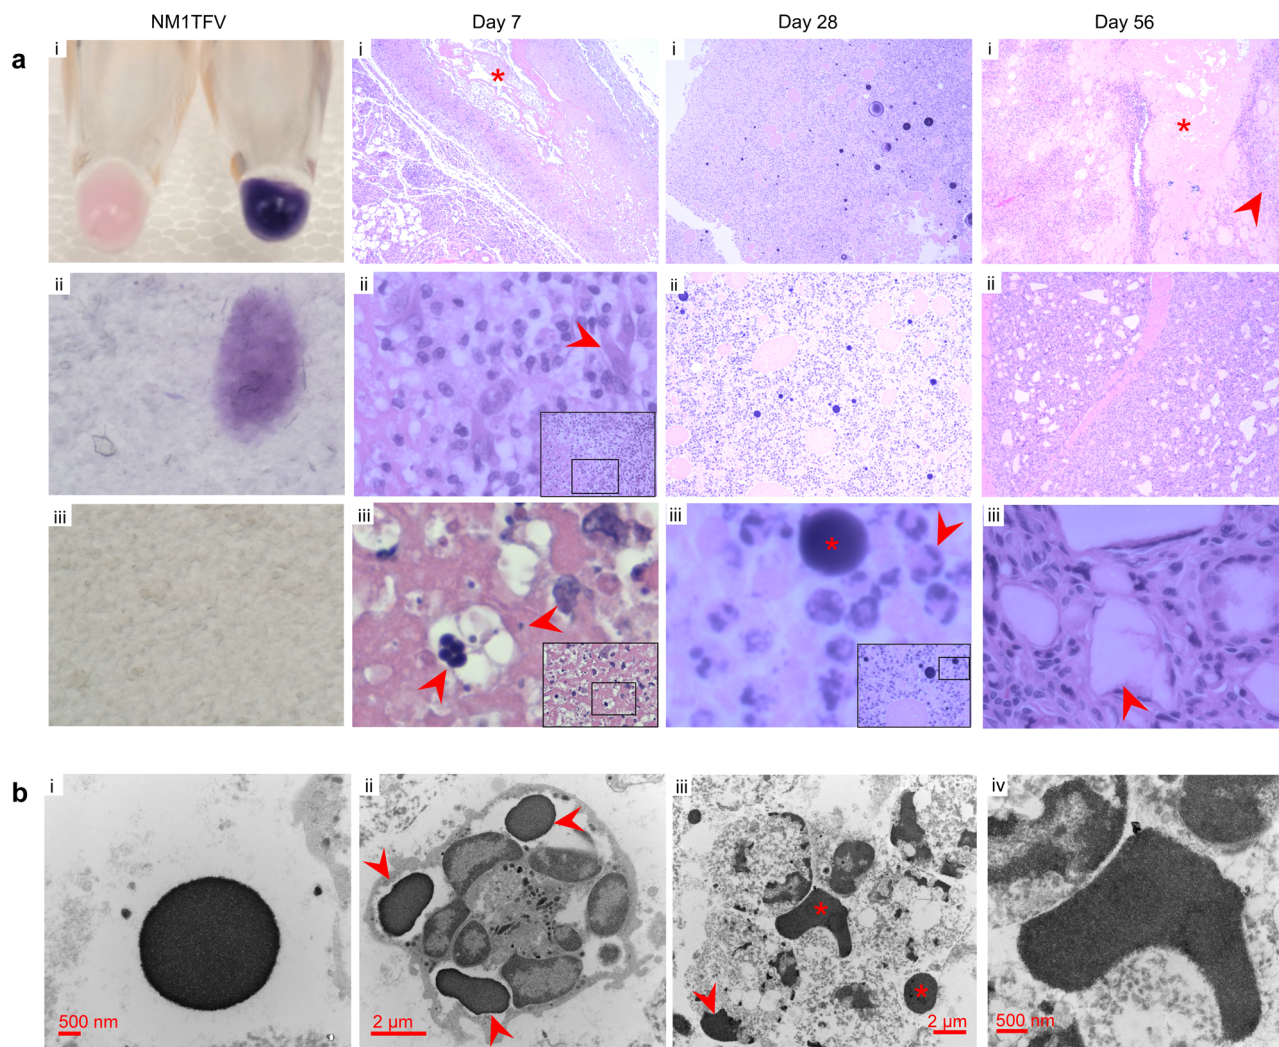 NM1TFV Day 7 Day 28 Day 56
a
i i i i
ii ii ii ii
iii iii iii iii
b
i ii iii iv
500 nm 2 µm 2 µm 500 nm